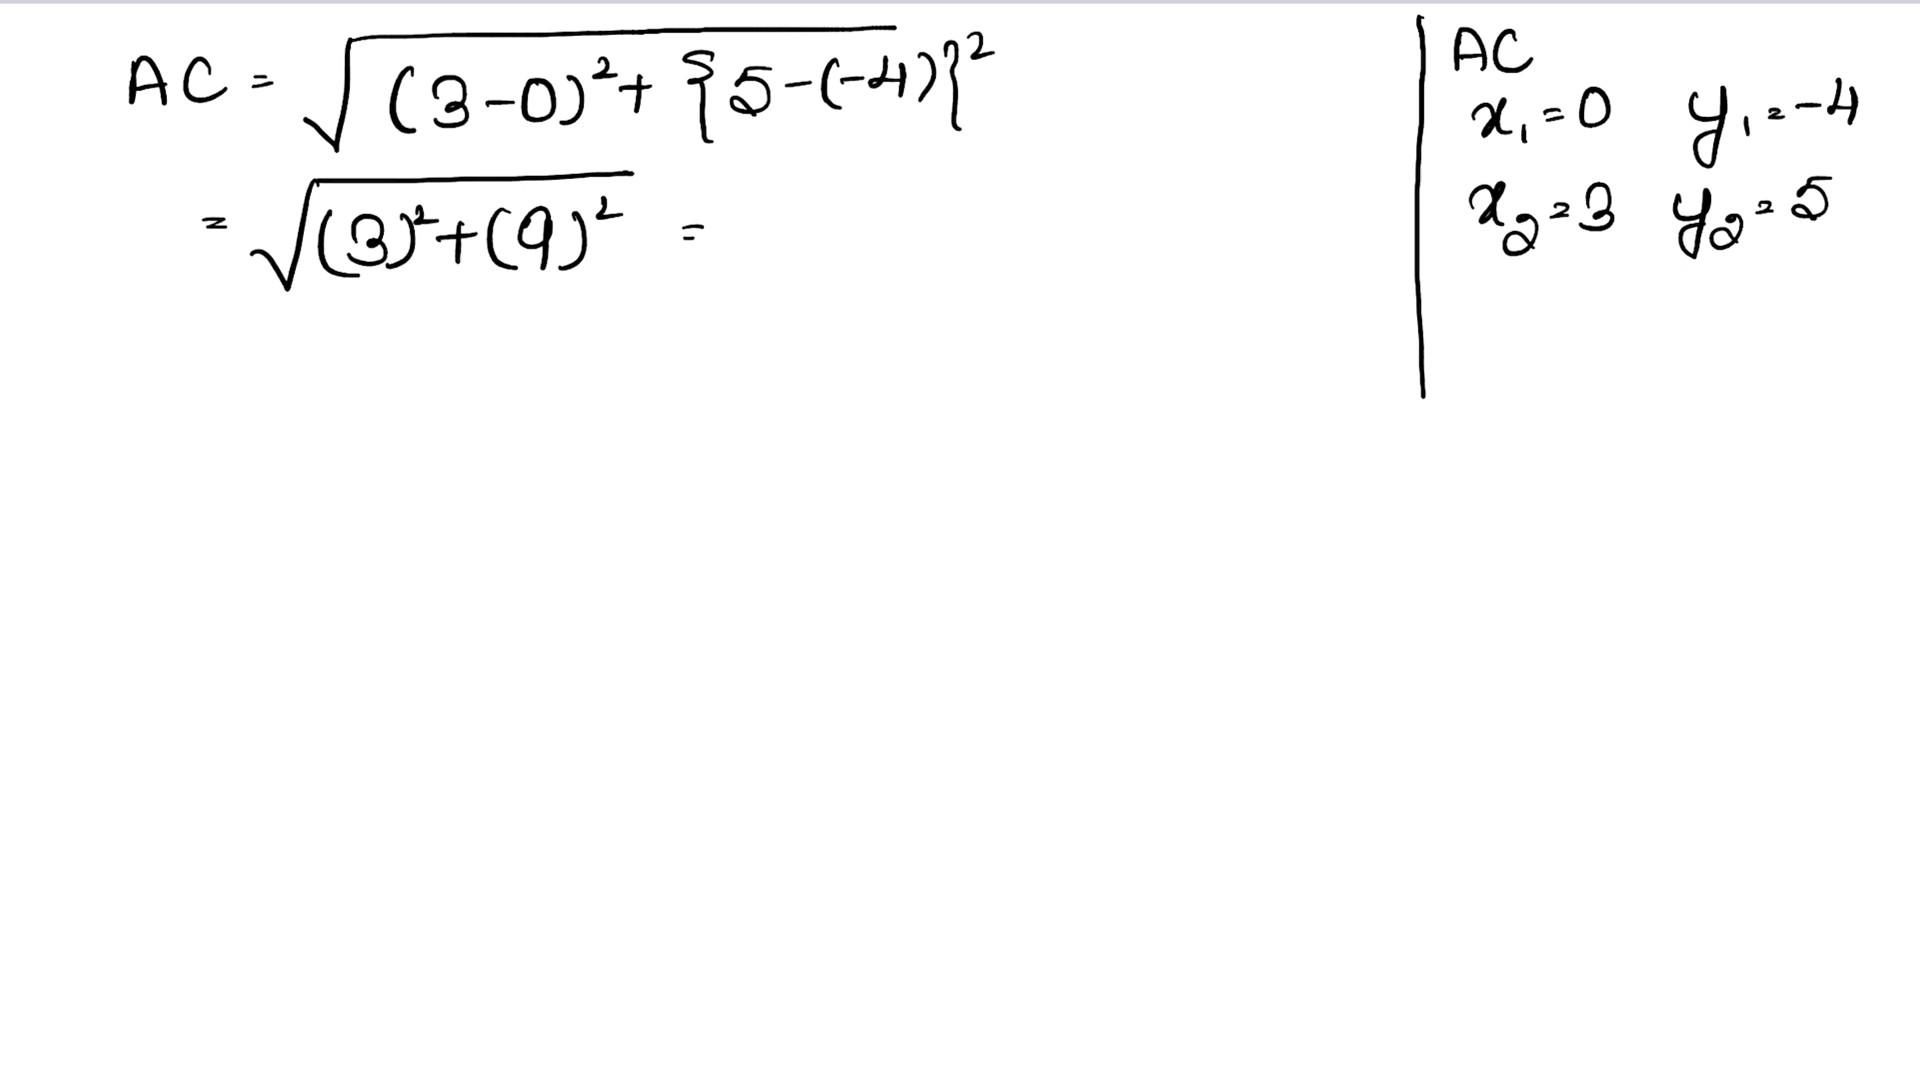 AC = √(3-0)²+ {5-(-4)}²
= √(3)²+(9)² =
AC
x₁=0 y₁=-4
x₂=3 y₂=5